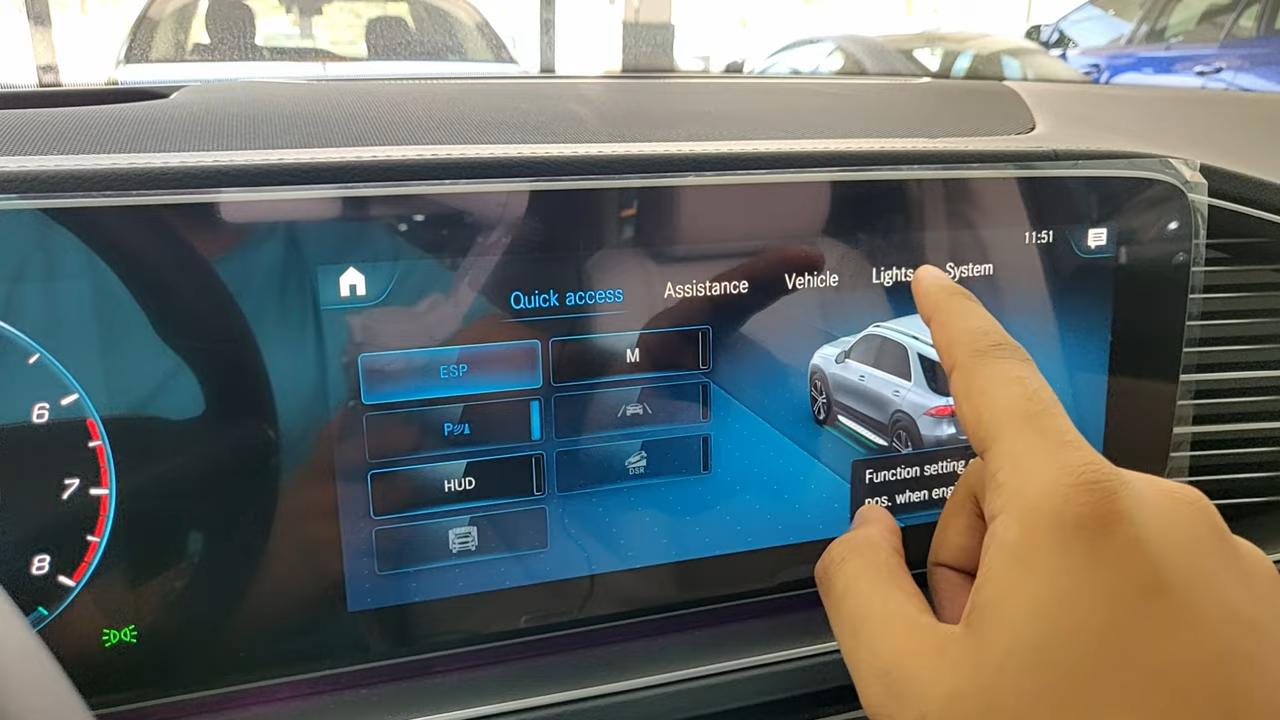 11:51
Quick access Assistance Vehicle Lights System
ESP
M
P
HUD
DSR
Function setting
pos. when eng
6
7
8